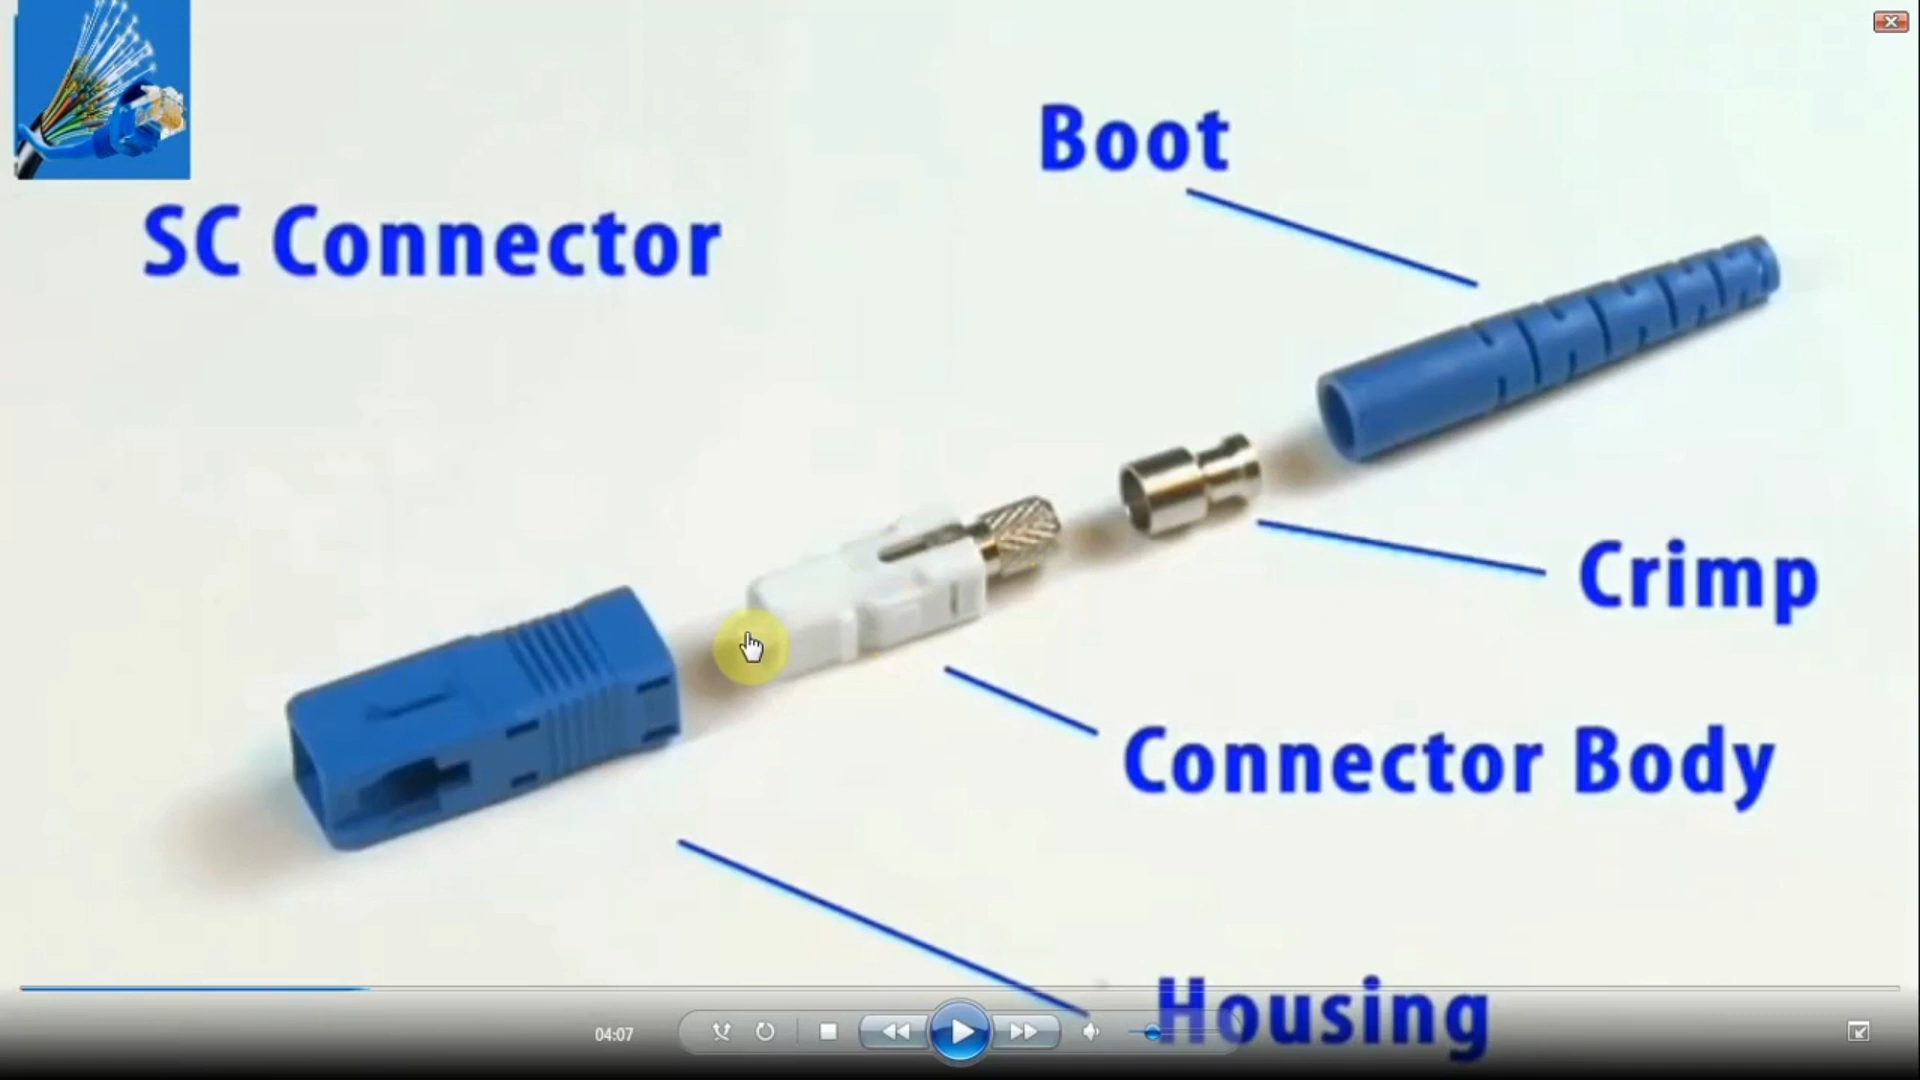 Boot
SC Connector
Crimp
Connector Body
Housing
04:07